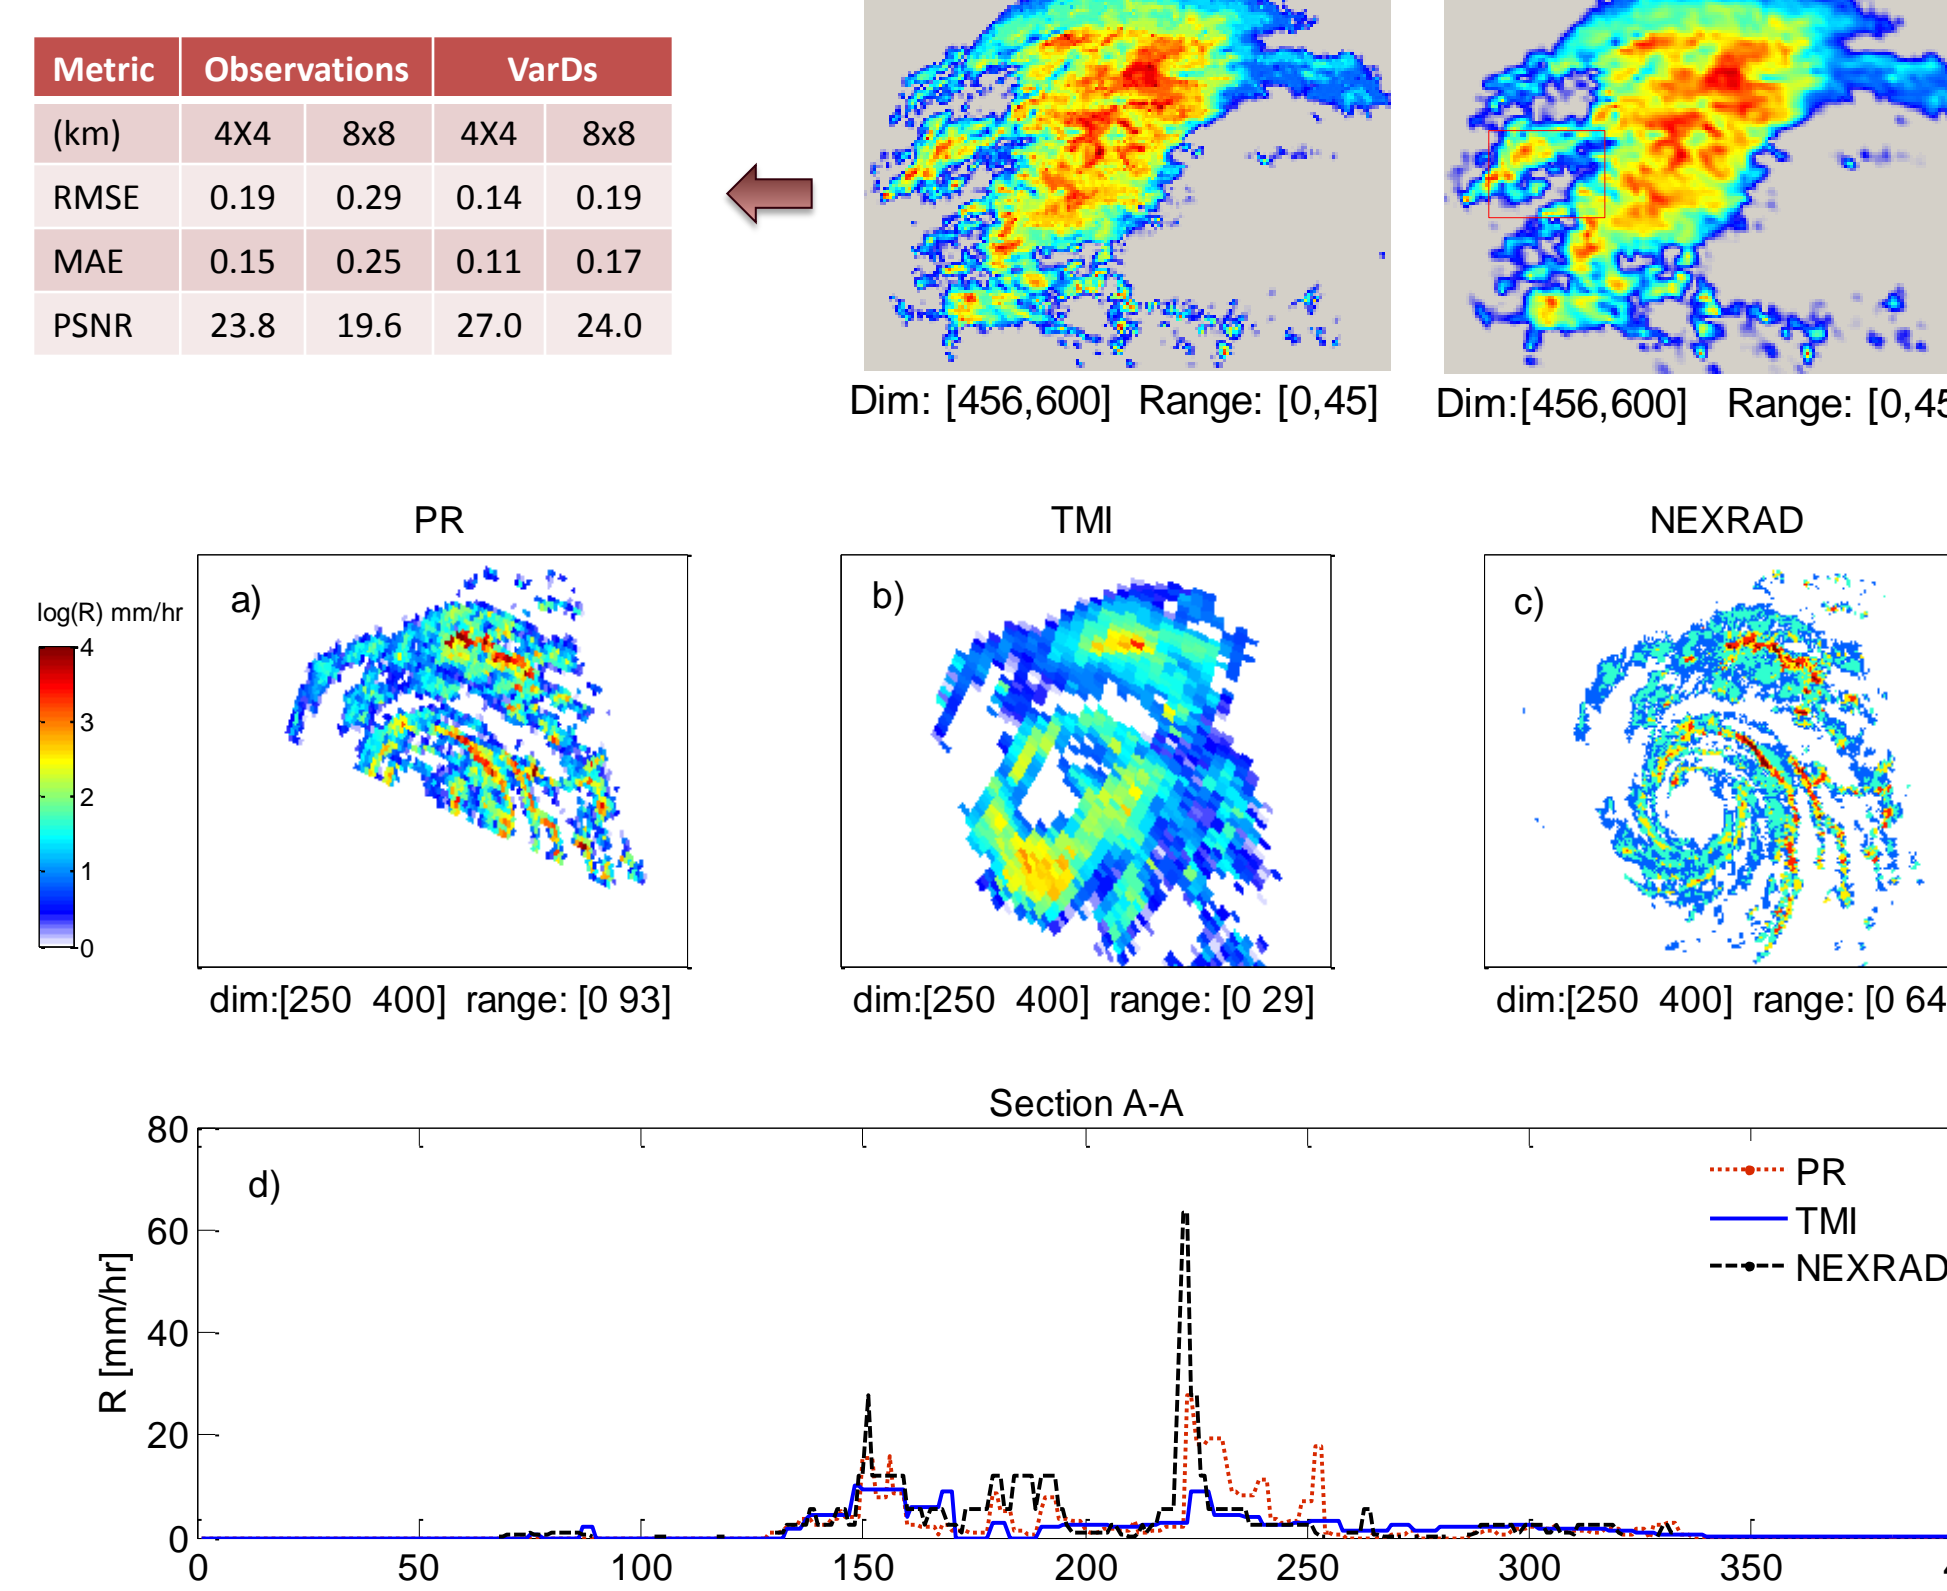 Metric Observations VarDs
(km) 4X4 8x8 4X4 8x8
RMSE 0.19 0.29 0.14 0.19
MAE 0.15 0.25 0.11 0.17
PSNR 23.8 19.6 27.0 24.0
Dim: [456,600] Range: [0,45]
Dim:[456,600] Range: [0,45
PR
TMI
NEXRAD
log(R) mm/hr
4
3
2
1
0
a)
b)
c)
dim:[250 400] range: [0 93]
dim:[250 400] range: [0 29]
dim:[250 400] range: [0 64
Section A-A
d)
R [mm/hr]
80
60
40
20
0
PR
TMI
NEXRAD
0 50 100 150 200 250 300 350